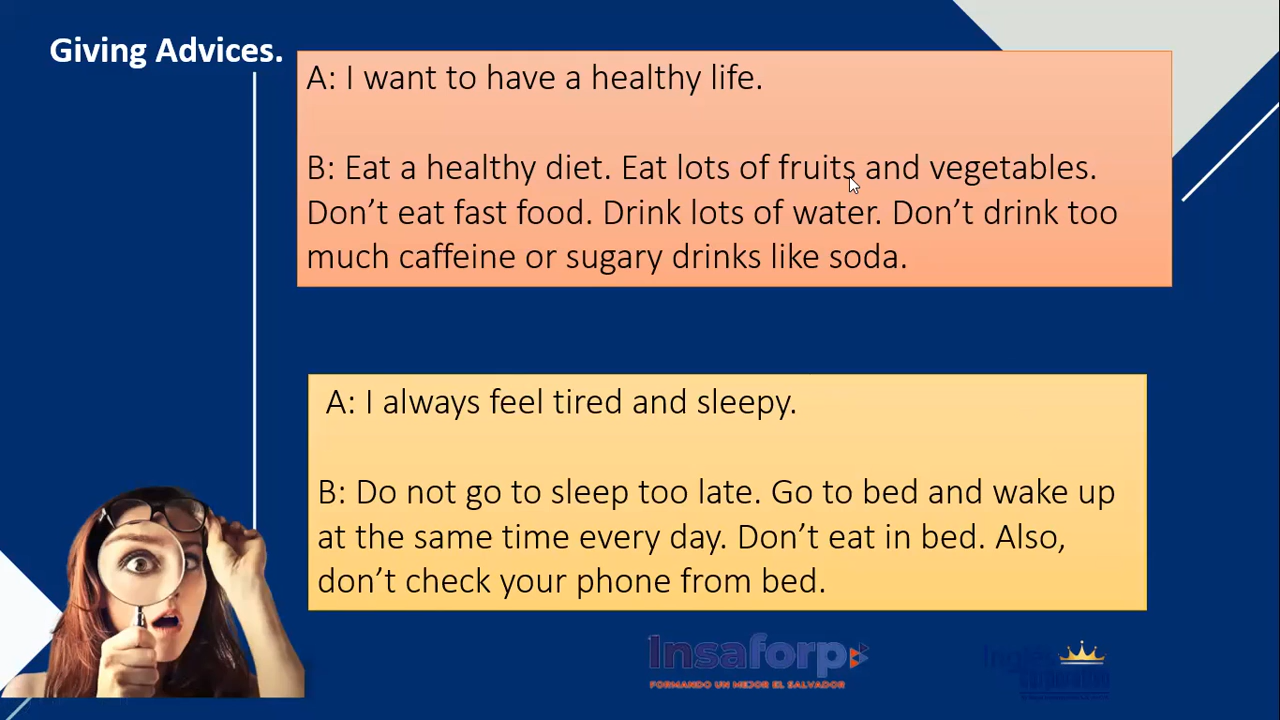 Giving Advices.
A: I want to have a healthy life.
B: Eat a healthy diet. Eat lots of fruits and vegetables.
Don’t eat fast food. Drink lots of water. Don’t drink too
much caffeine or sugary drinks like soda.
A: I always feel tired and sleepy.
B: Do not go to sleep too late. Go to bed and wake up
at the same time every day. Don’t eat in bed. Also,
don’t check your phone from bed.
Insaforp
FORMANDO UN MEJOR EL SALVADOR